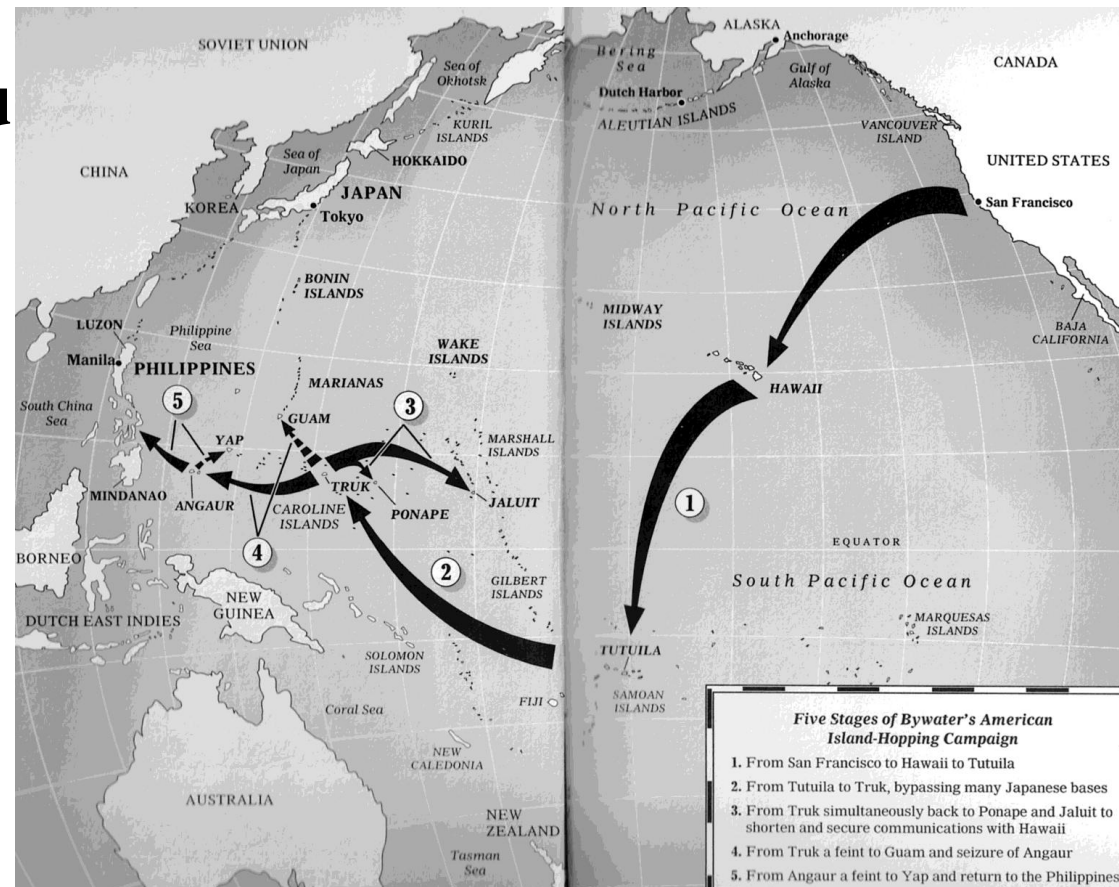 SOVIET UNION
Sea of
Okhotsk
KURIL
ISLANDS
HOKKAIDO
Sea of
Japan
CHINA
KOREA
JAPAN
Tokyo
BONIN
ISLANDS
LUZON
Philippine
Sea
Manila
PHILIPPINES
WAKE
ISLANDS
MARIANAS
South China
Sea
5
3
GUAM
YAP
MARSHALL
ISLANDS
MINDANAO
ANGAUR
TRUK
CAROLINE
ISLANDS
PONAPE
JALUIT
4
2
BORNEO
GILBERT
ISLANDS
NEW
GUINEA
DUTCH EAST INDIES
SOLOMON
ISLANDS
FIJI
Coral Sea
NEW
CALEDONIA
AUSTRALIA
NEW
ZEALAND
Tasman
Sea
Bering
Sea
ALASKA
Anchorage
Gulf of
Alaska
CANADA
Dutch Harbor
ALEUTIAN ISLANDS
VANCOUVER
ISLAND
UNITED STATES
San Francisco
North Pacific Ocean
MIDWAY
ISLANDS
BAJA
CALIFORNIA
HAWAII
1
EQUATOR
South Pacific Ocean
MARQUESAS
ISLANDS
TUTUILA
SAMOAN
ISLANDS
Five Stages of Bywater's American
Island-Hopping Campaign
1. From San Francisco to Hawaii to Tutuila
2. From Tutuila to Truk, bypassing many Japanese bases
3. From Truk simultaneously back to Ponape and Jaluit to
shorten and secure communications with Hawaii
4. From Truk a feint to Guam and seizure of Angaur
5. From Angaur a feint to Yap and return to the Philippines